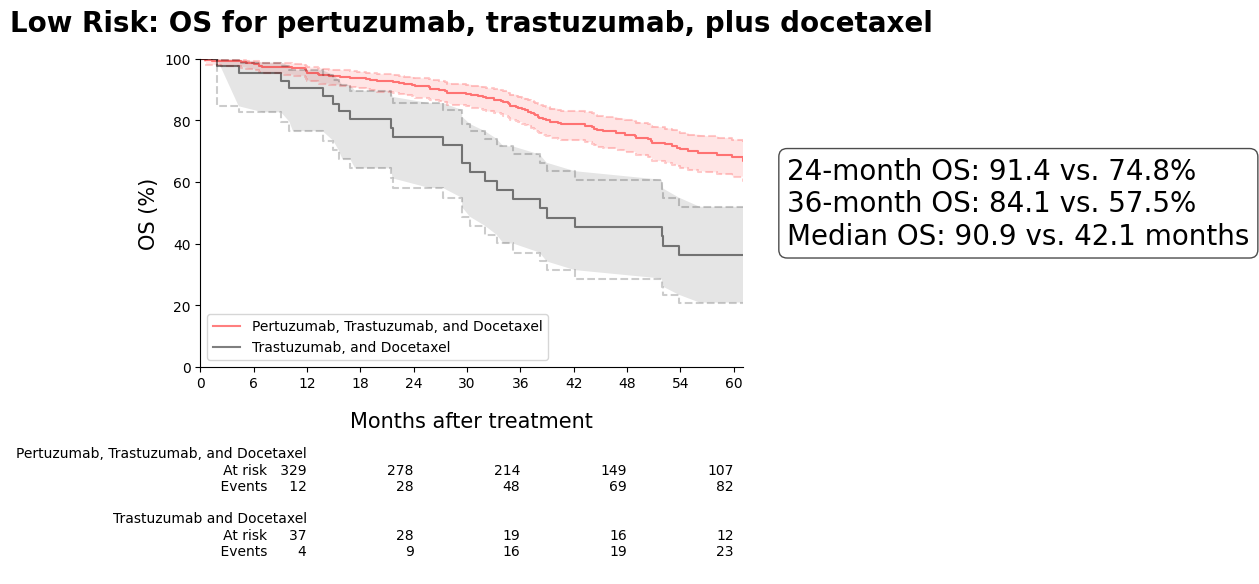 Low Risk: OS for pertuzumab, trastuzumab, plus docetaxel
100
80
60
40
20
0
OS (%)
Pertuzumab, Trastuzumab, and Docetaxel
Trastuzumab, and Docetaxel
0 6 12 18 24 30 36 42 48 54 60
Months after treatment
24-month OS: 91.4 vs. 74.8%
36-month OS: 84.1 vs. 57.5%
Median OS: 90.9 vs. 42.1 months
Pertuzumab, Trastuzumab, and Docetaxel
At risk 329 278 214 149 107
Events 12 28 48 69 82
Trastuzumab and Docetaxel
At risk 37 28 19 16 12
Events 4 9 16 19 23